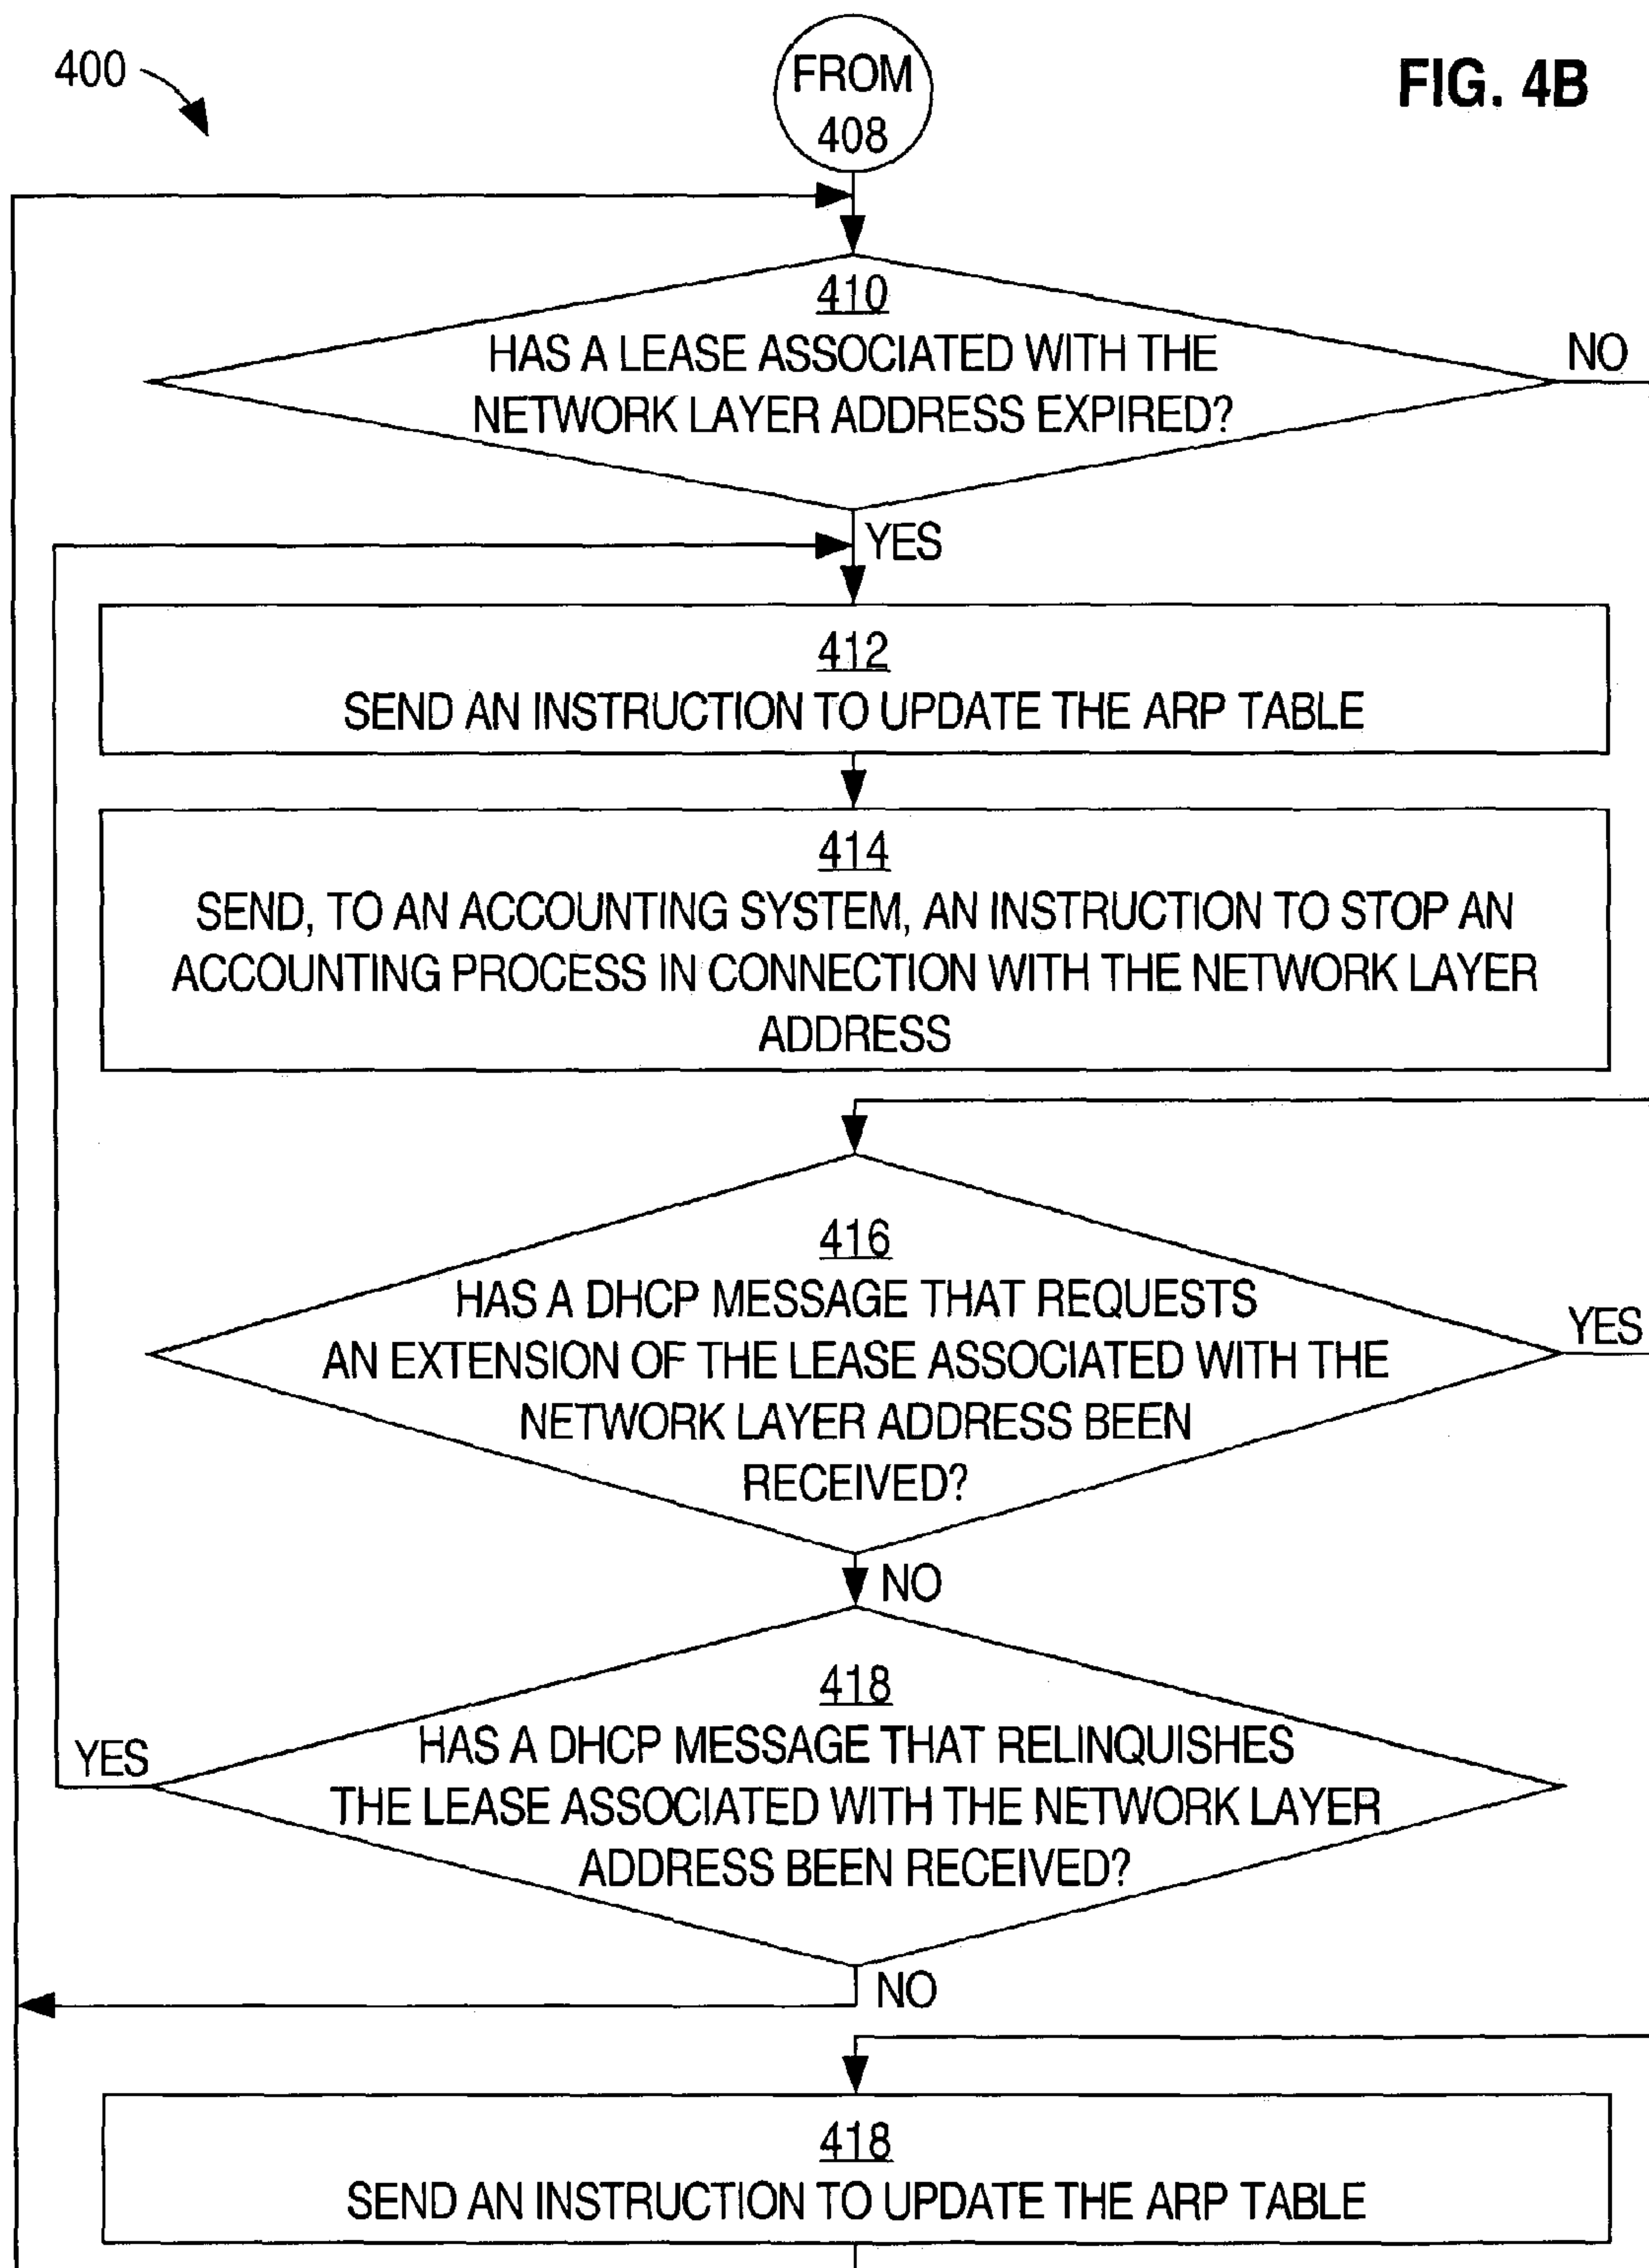 400
FROM
408
FIG. 4B
410
HAS A LEASE ASSOCIATED WITH THE
NETWORK LAYER ADDRESS EXPIRED?
NO
YES
412
SEND AN INSTRUCTION TO UPDATE THE ARP TABLE
414
SEND, TO AN ACCOUNTING SYSTEM, AN INSTRUCTION TO STOP AN
ACCOUNTING PROCESS IN CONNECTION WITH THE NETWORK LAYER
ADDRESS
416
HAS A DHCP MESSAGE THAT REQUESTS
AN EXTENSION OF THE LEASE ASSOCIATED WITH THE
NETWORK LAYER ADDRESS BEEN
RECEIVED?
YES
NO
418
HAS A DHCP MESSAGE THAT RELINQUISHES
THE LEASE ASSOCIATED WITH THE NETWORK LAYER
ADDRESS BEEN RECEIVED?
YES
NO
418
SEND AN INSTRUCTION TO UPDATE THE ARP TABLE